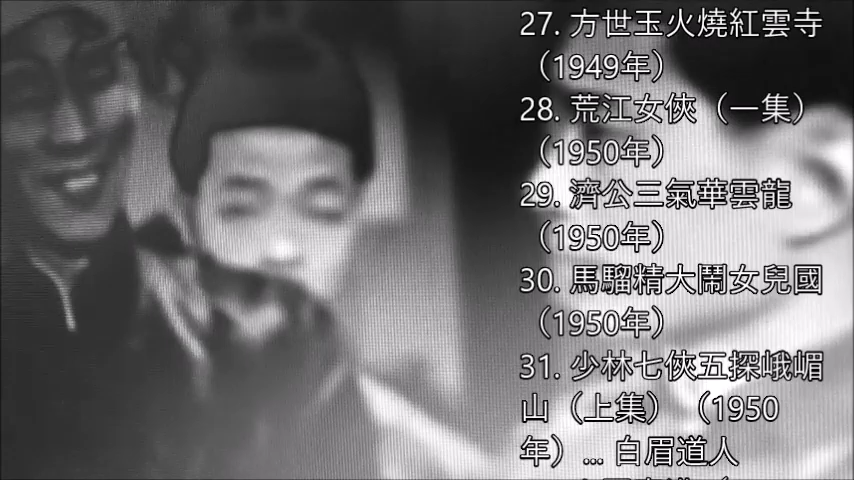 27. 方世玉火燒紅雲寺
（1949年）
28. 荒江女俠（一集）
（1950年）
29. 濟公三氣華雲龍
（1950年）
30. 馬騮精大鬧女兒國
（1950年）
31. 少林七俠五探峨嵋
山（上集）（1950
年）... 白眉道人